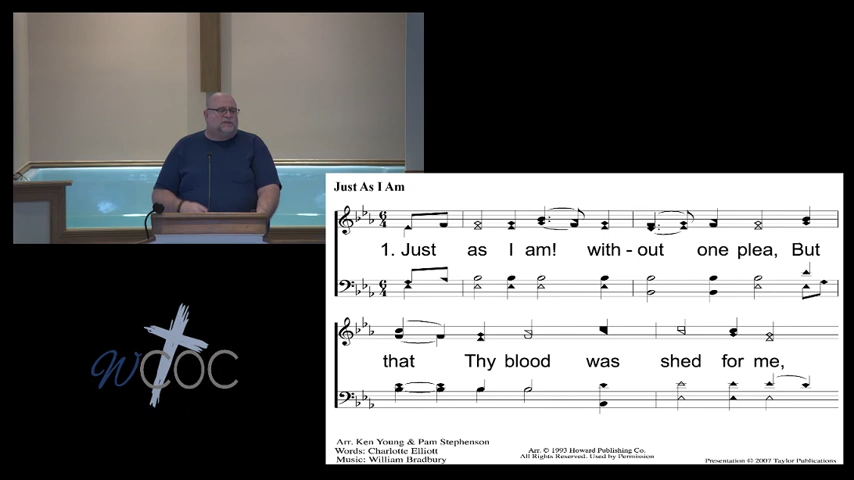 Just As I Am
1. Just as I am! with - out one plea, But
that Thy blood was shed for me,
Arr. Ken Young & Pam Stephenson
Words: Charlotte Elliott
Music: William Bradbury
Arr. © 1993 Howard Publishing Co.
All Rights Reserved. Used by Permission
Presentation © 2007 Taylor Publications
WCOC